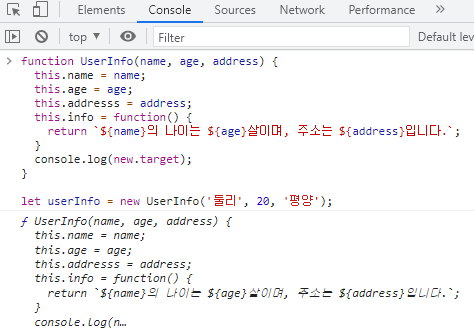 Elements Console Sources Network Performance »
top ▼ Filter Default lev
> function UserInfo(name, age, address) {
this.name = name;
this.age = age;
this.addresss = address;
this.info = function() {
return `${name}의 나이는 ${age}살이며, 주소는 ${address}입니다.`;
}
console.log(new.target);
}
let userInfo = new UserInfo('둘리', 20, '평양');
ƒ UserInfo(name, age, address) {
this.name = name;
this.age = age;
this.addresss = address;
this.info = function() {
return `${name}의 나이는 ${age}살이며, 주소는 ${address}입니다.`;
}
console.log(n…